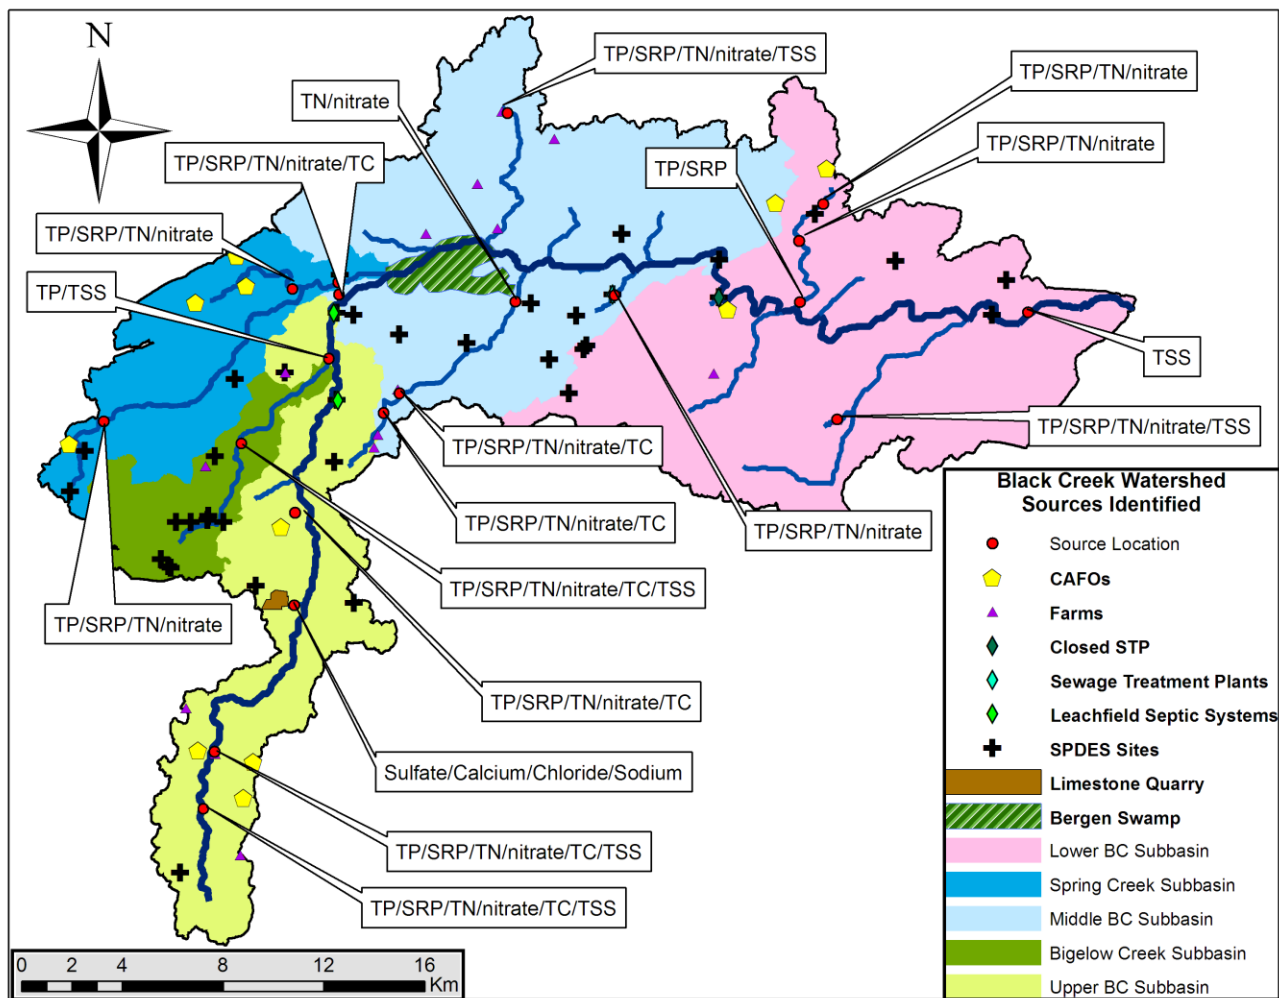 N
TP/SRP/TN/nitrate/TSS
TN/nitrate
TP/SRP/TN/nitrate
TP/SRP/TN/nitrate/TC
TP/SRP
TP/SRP/TN/nitrate
TP/SRP/TN/nitrate
TP/TSS
TSS
TP/SRP/TN/nitrate/TSS
TP/SRP/TN/nitrate/TC
TP/SRP/TN/nitrate/TC
TP/SRP/TN/nitrate
TP/SRP/TN/nitrate/TC/TSS
TP/SRP/TN/nitrate
TP/SRP/TN/nitrate/TC
Sulfate/Calcium/Chloride/Sodium
TP/SRP/TN/nitrate/TC/TSS
TP/SRP/TN/nitrate/TC/TSS
Black Creek Watershed
Sources Identified
Source Location
CAFOs
Farms
Closed STP
Sewage Treatment Plants
Leachfield Septic Systems
SPDES Sites
Limestone Quarry
Bergen Swamp
Lower BC Subbasin
Spring Creek Subbasin
Middle BC Subbasin
Bigelow Creek Subbasin
Upper BC Subbasin
0 2 4 8 12 16
Km